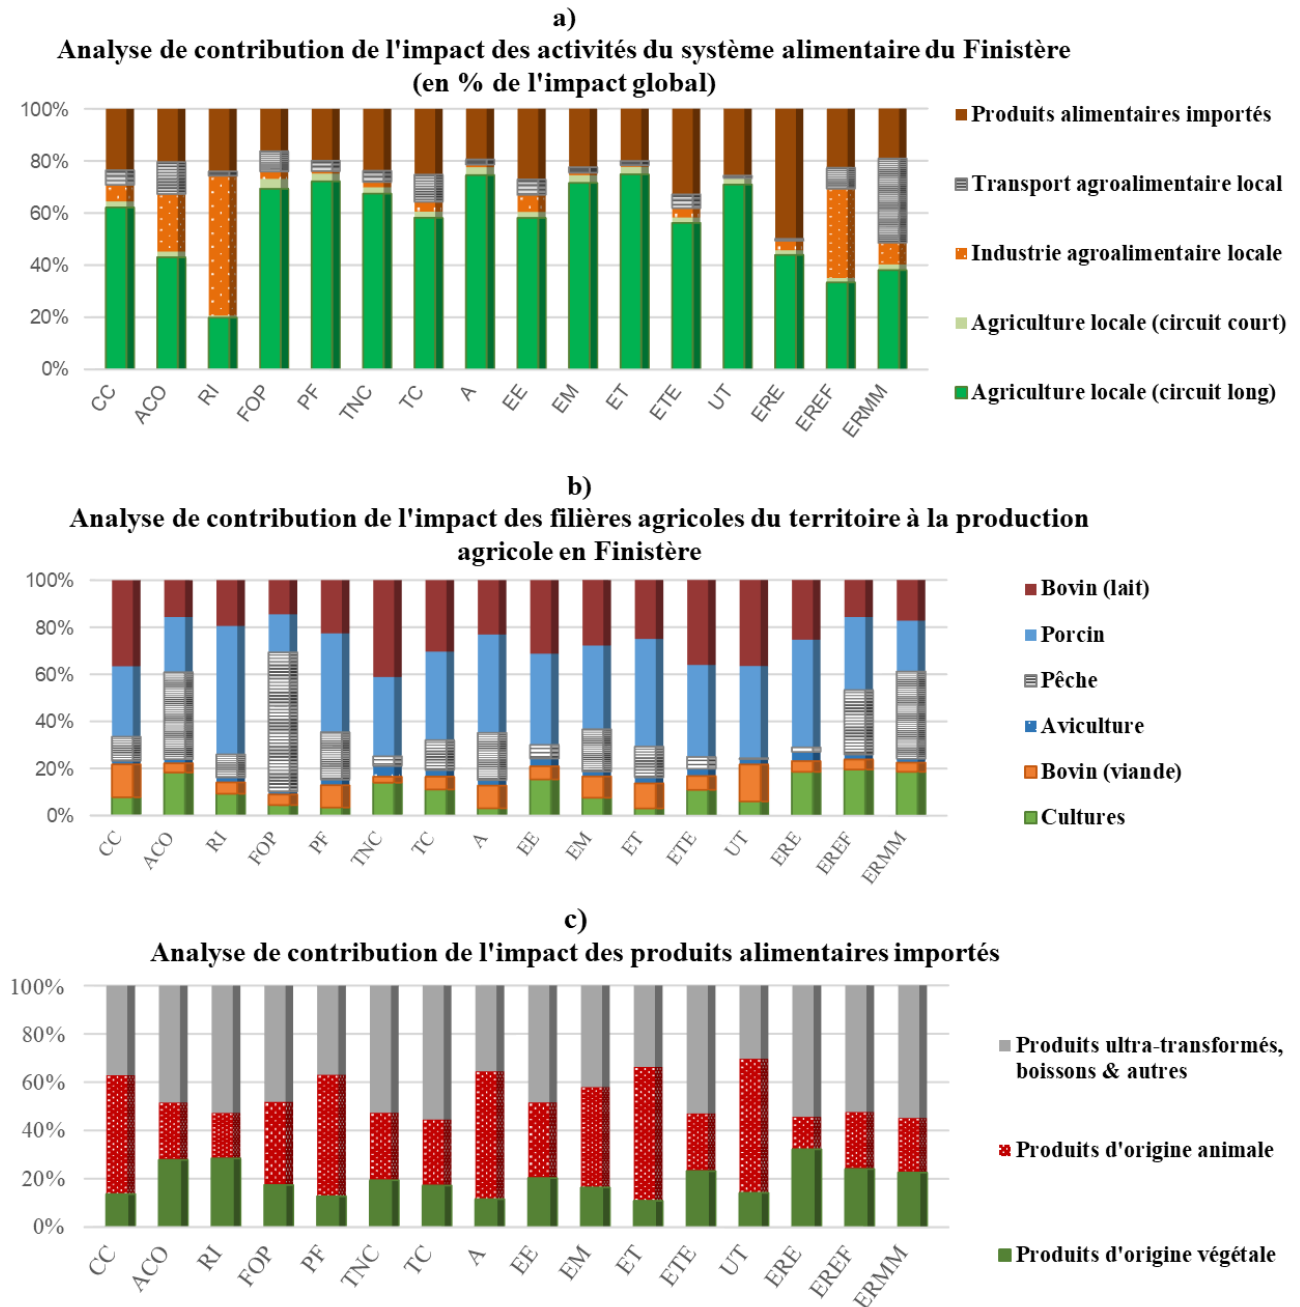 a)
Analyse de contribution de l'impact des activités du système alimentaire du Finistère
(en % de l'impact global)
100%
80%
60%
40%
20%
0%
CC ACO RI FOP PF TNC TC A EE EM ET ETE UT ERE EREF ERMM
Produits alimentaires importés
Transport agroalimentaire local
Industrie agroalimentaire locale
Agriculture locale (circuit court)
Agriculture locale (circuit long)
b)
Analyse de contribution de l'impact des filières agricoles du territoire à la production
agricole en Finistère
100%
80%
60%
40%
20%
0%
CC ACO RI FOP PF TNC TC A EE EM ET ETE UT ERE EREF ERMM
Bovin (lait)
Porcin
Pêche
Aviculture
Bovin (viande)
Cultures
c)
Analyse de contribution de l'impact des produits alimentaires importés
100%
80%
60%
40%
20%
0%
CC ACO RI FOP PF TNC TC A EE EM ET ETE UT ERE EREF ERMM
Produits ultra-transformés,
boissons & autres
Produits d'origine animale
Produits d'origine végétale